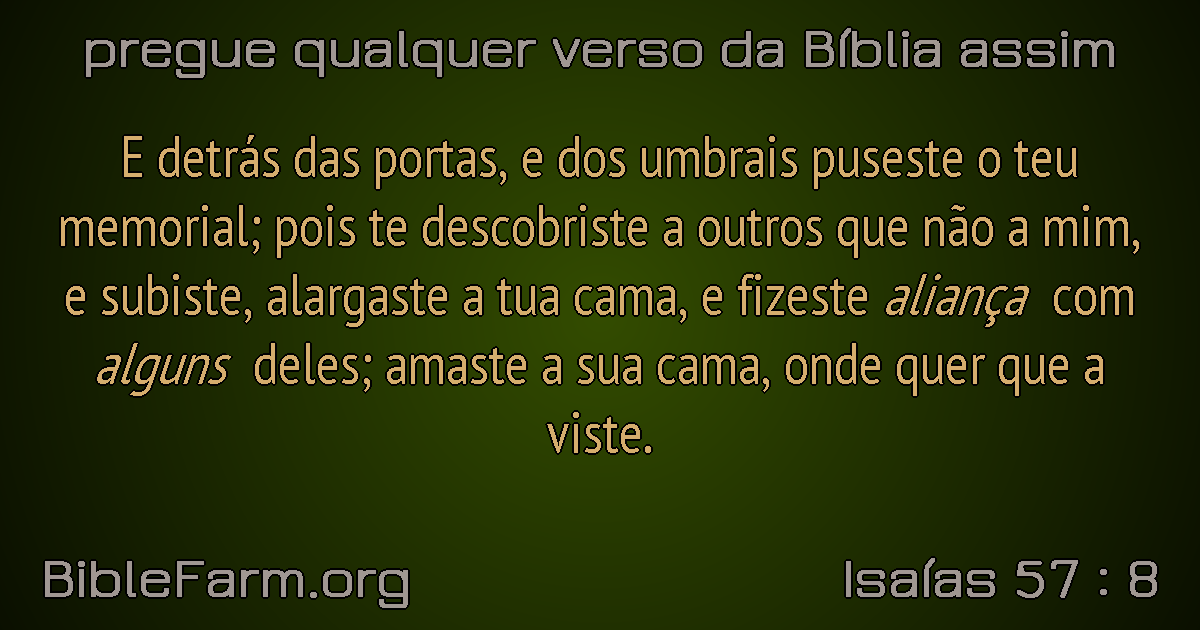 pregue qualquer verso da Bíblia assim
E detrás das portas, e dos umbrais puseste o teu
memorial; pois te descobriste a outros que não a mim,
e subiste, alargaste a tua cama, e fizeste aliança com
alguns deles; amaste a sua cama, onde quer que a
viste.
BibleFarm.org
Isaías 57 : 8